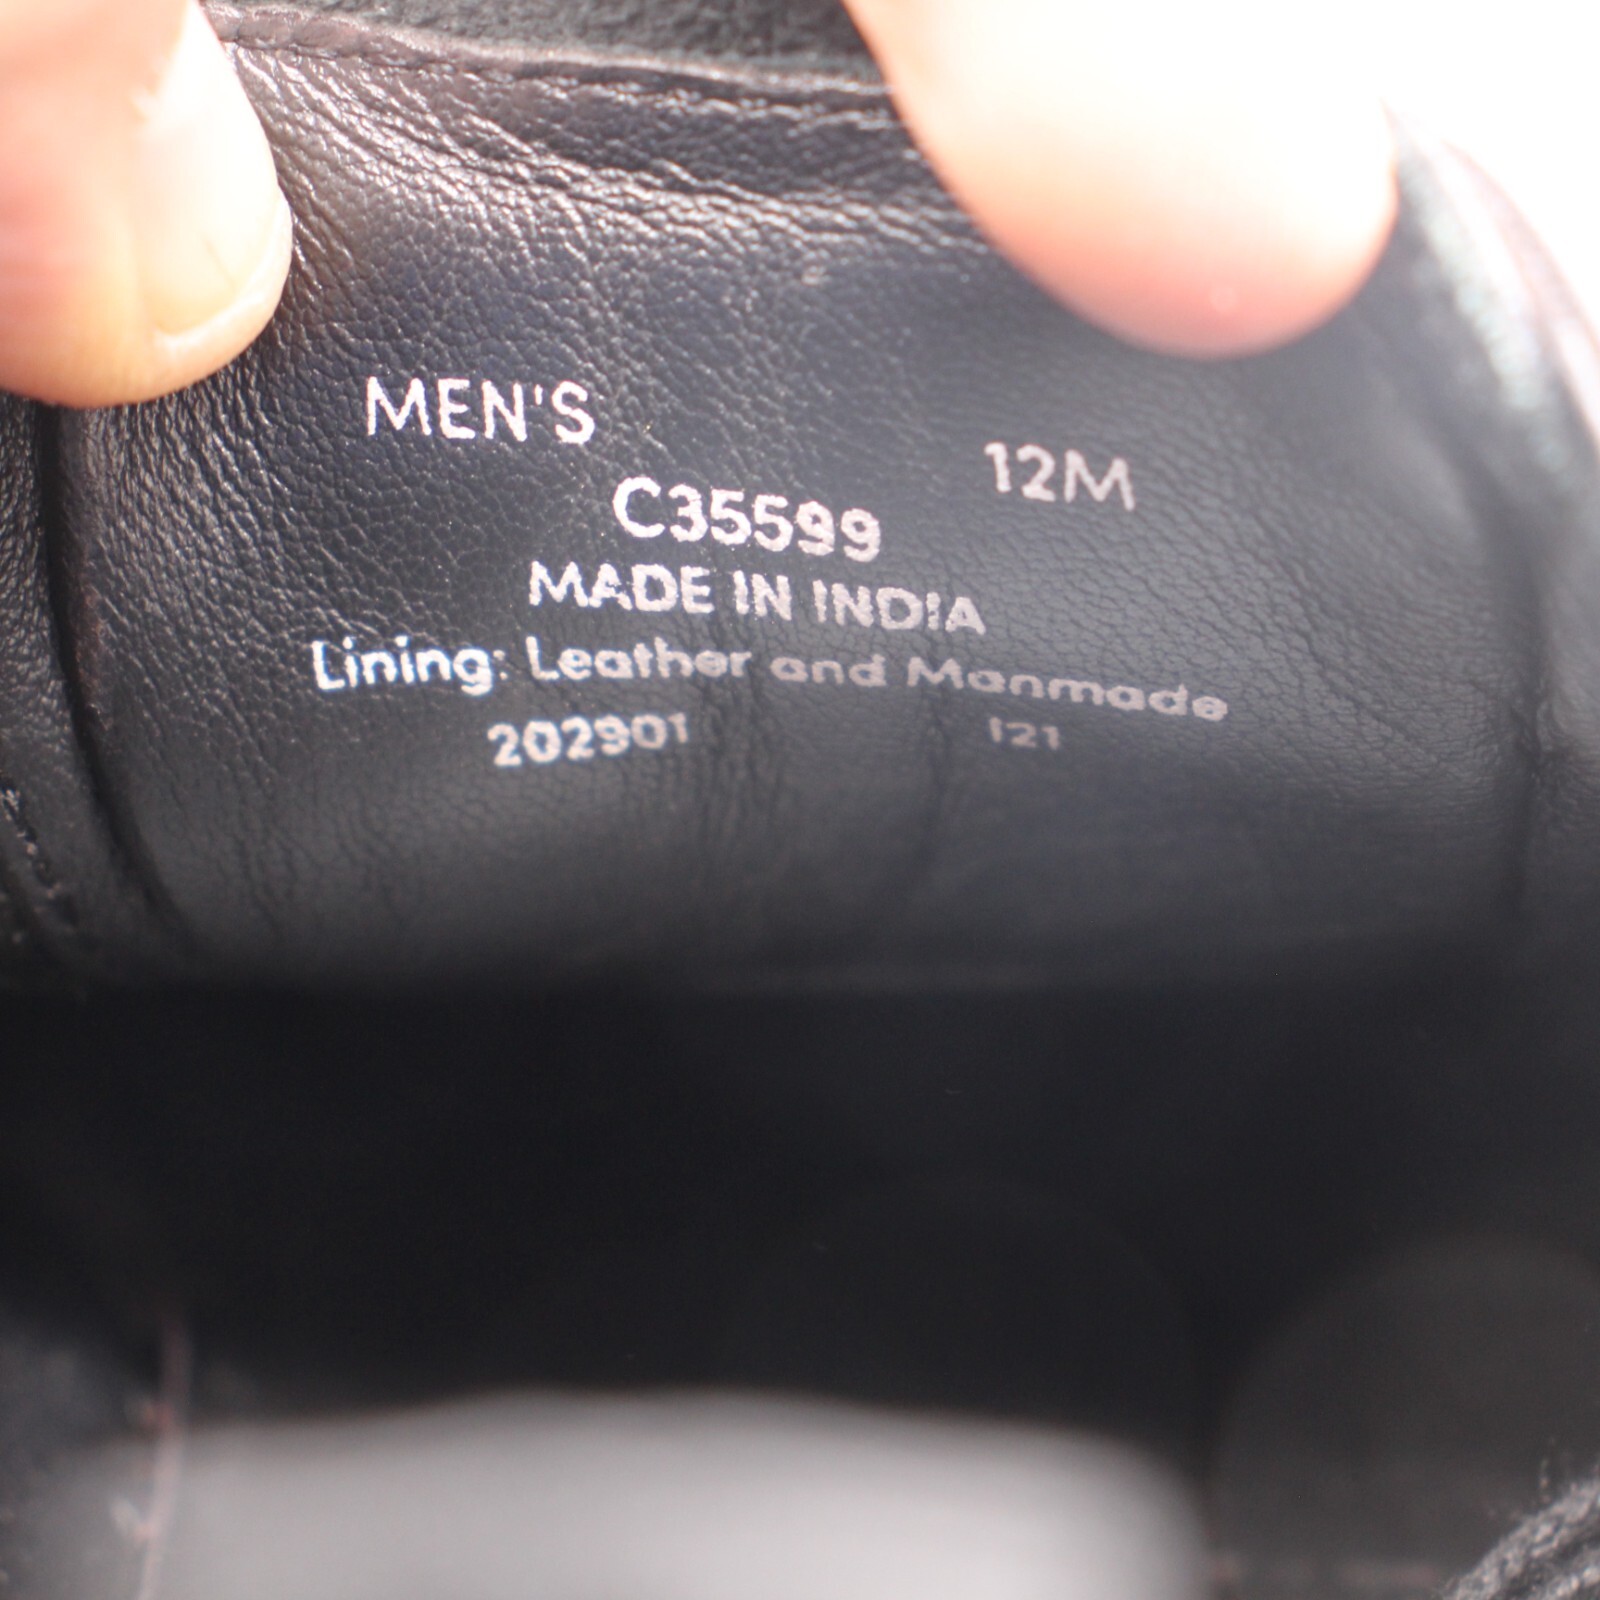 MEN'S 12M
C35599
MADE IN INDIA
Lining: Leather and Manmade
202901 121